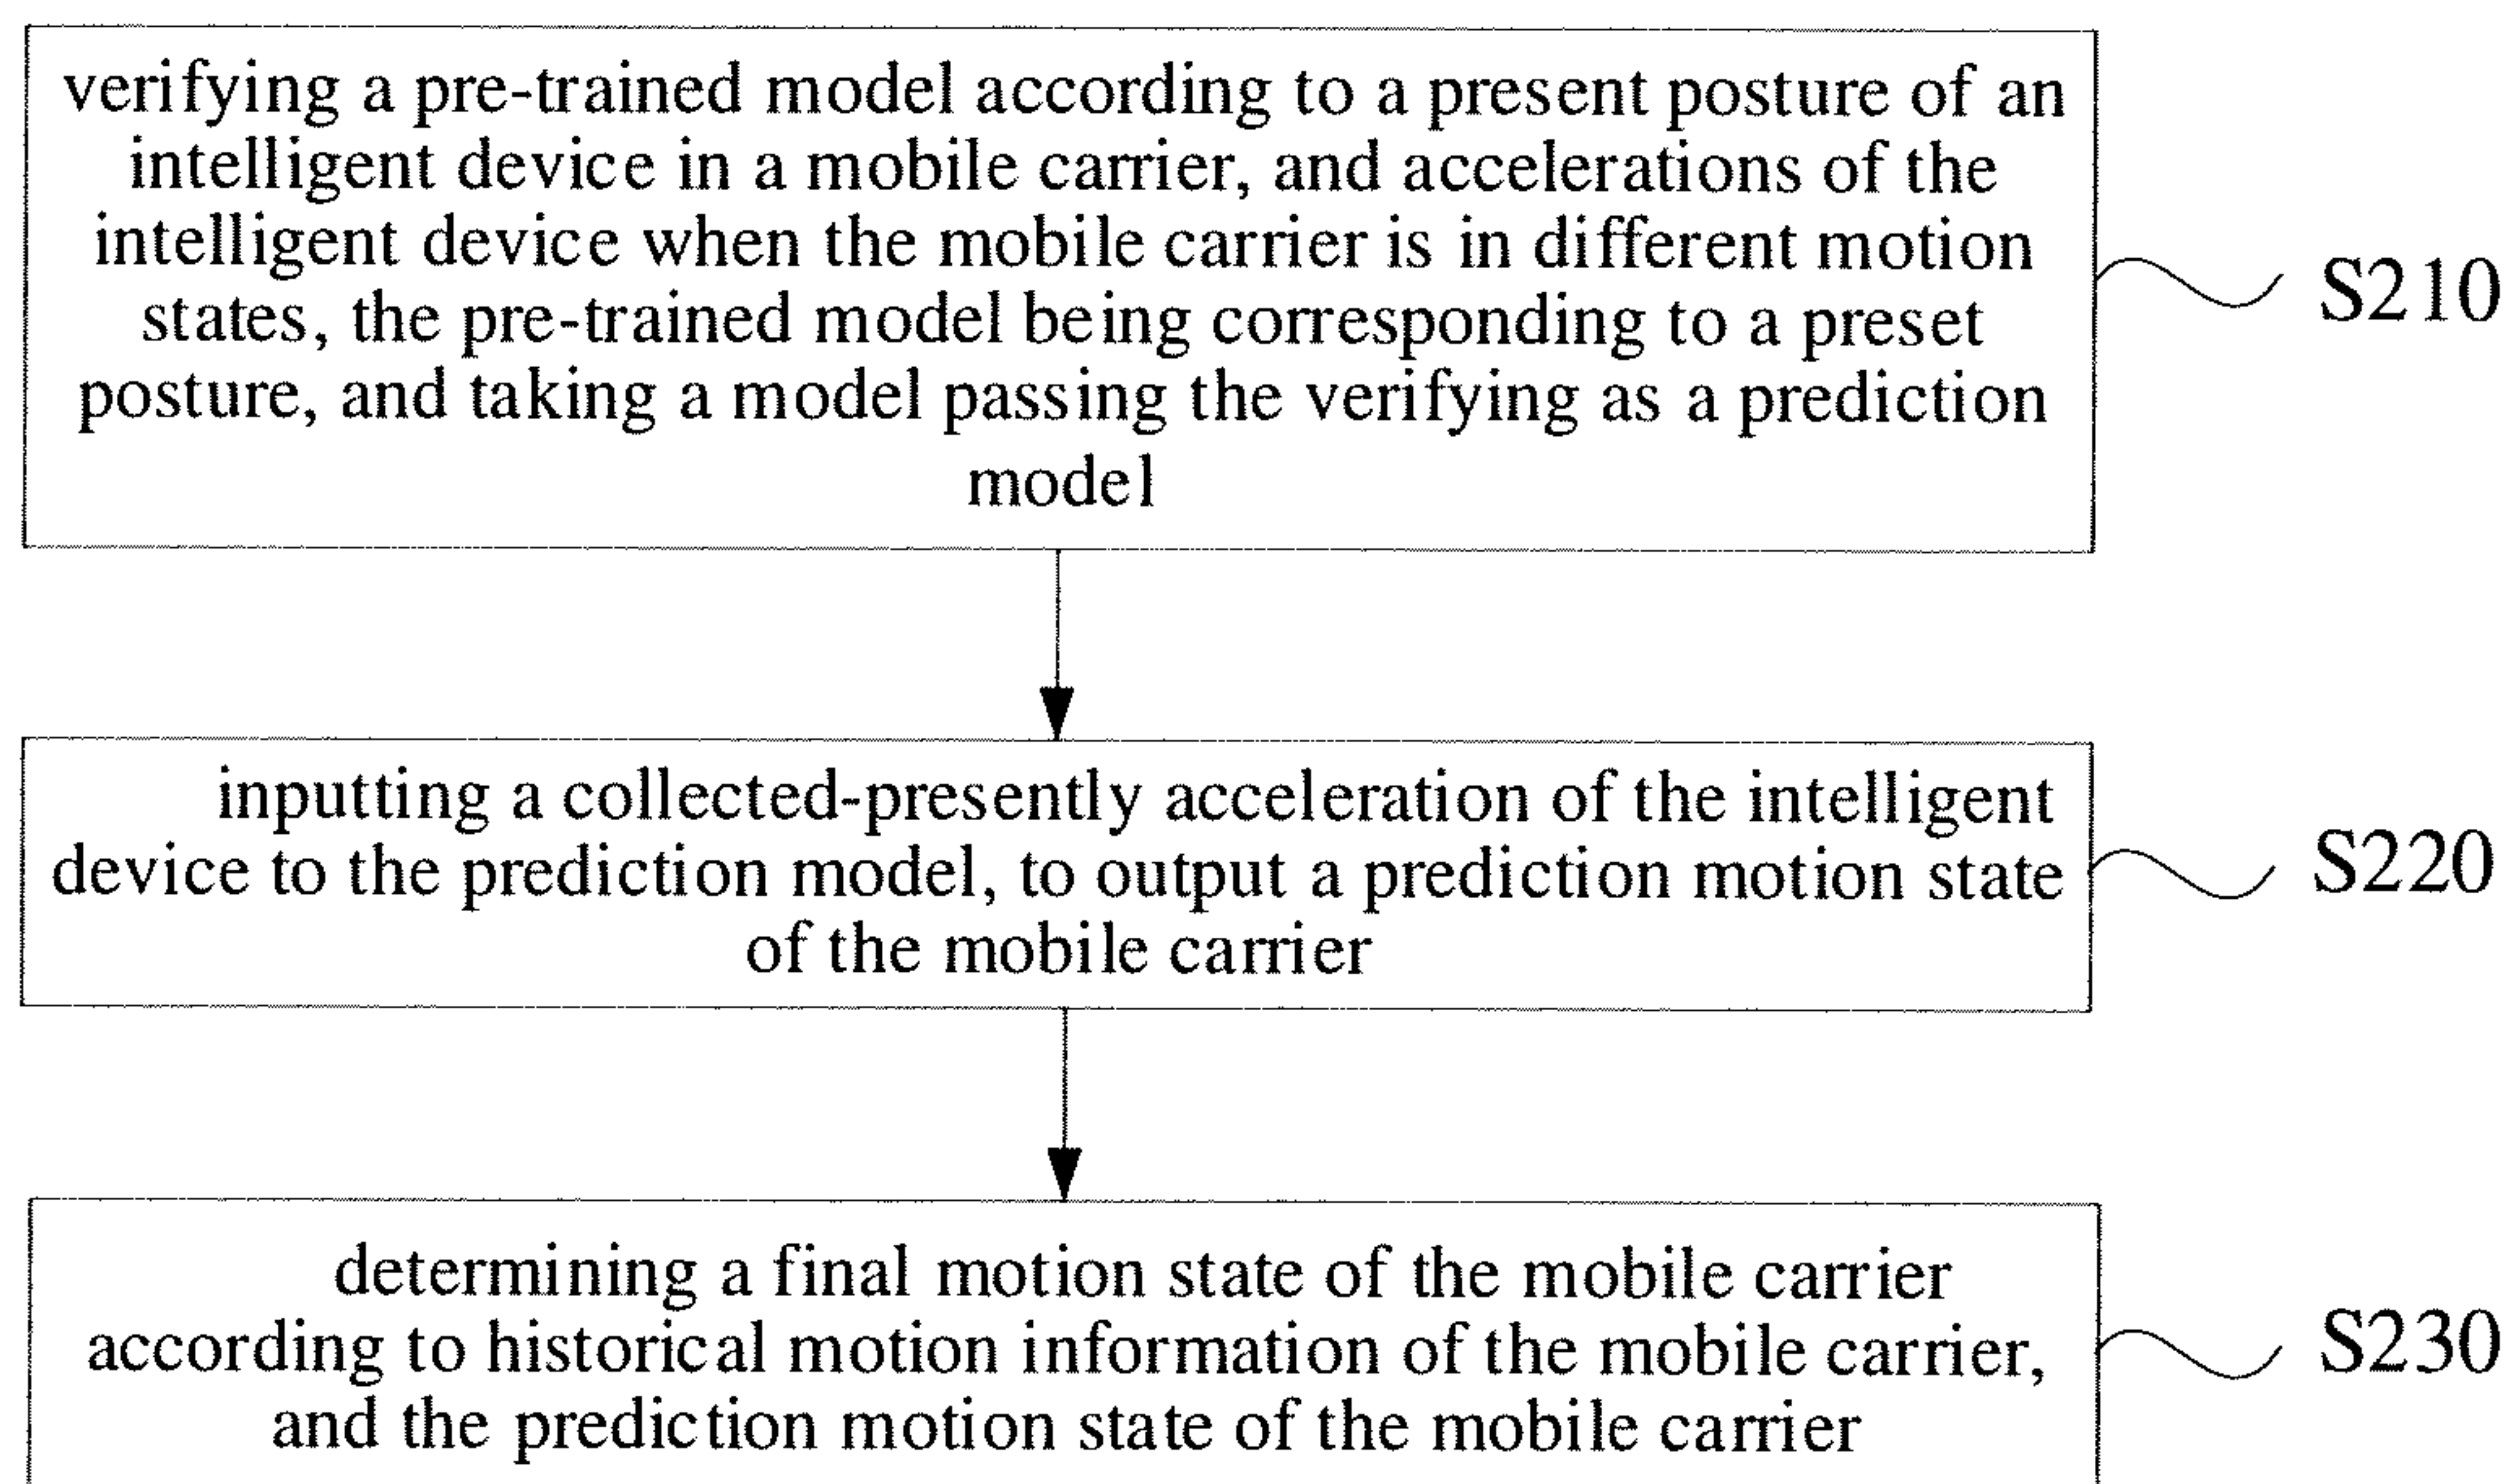 verifying a pre-trained model according to a present posture of an
intelligent device in a mobile carrier, and accelerations of the
intelligent device when the mobile carrier is in different motion
states, the pre-trained model being corresponding to a preset
posture, and taking a model passing the verifying as a prediction
model
S210
inputting a collected-presently acceleration of the intelligent
device to the prediction model, to output a prediction motion state
of the mobile carrier
S220
determining a final motion state of the mobile carrier
according to historical motion information of the mobile carrier,
and the prediction motion state of the mobile carrier
S230